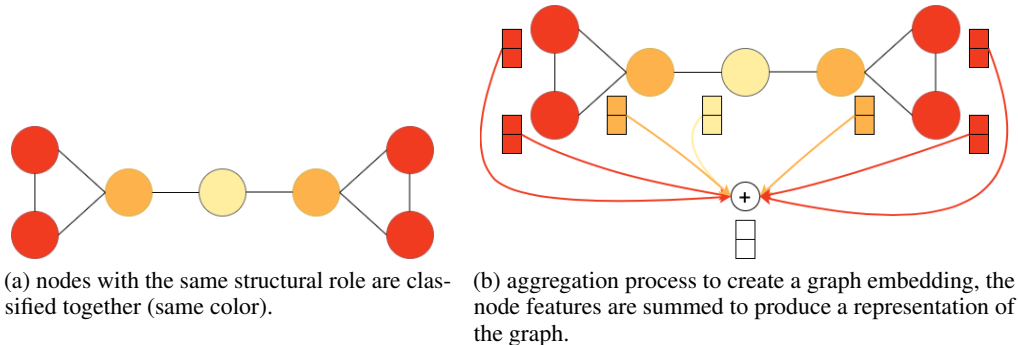 +
(a) nodes with the same structural role are clas-
sified together (same color).
(b) aggregation process to create a graph embedding, the
node features are summed to produce a representation of
the graph.